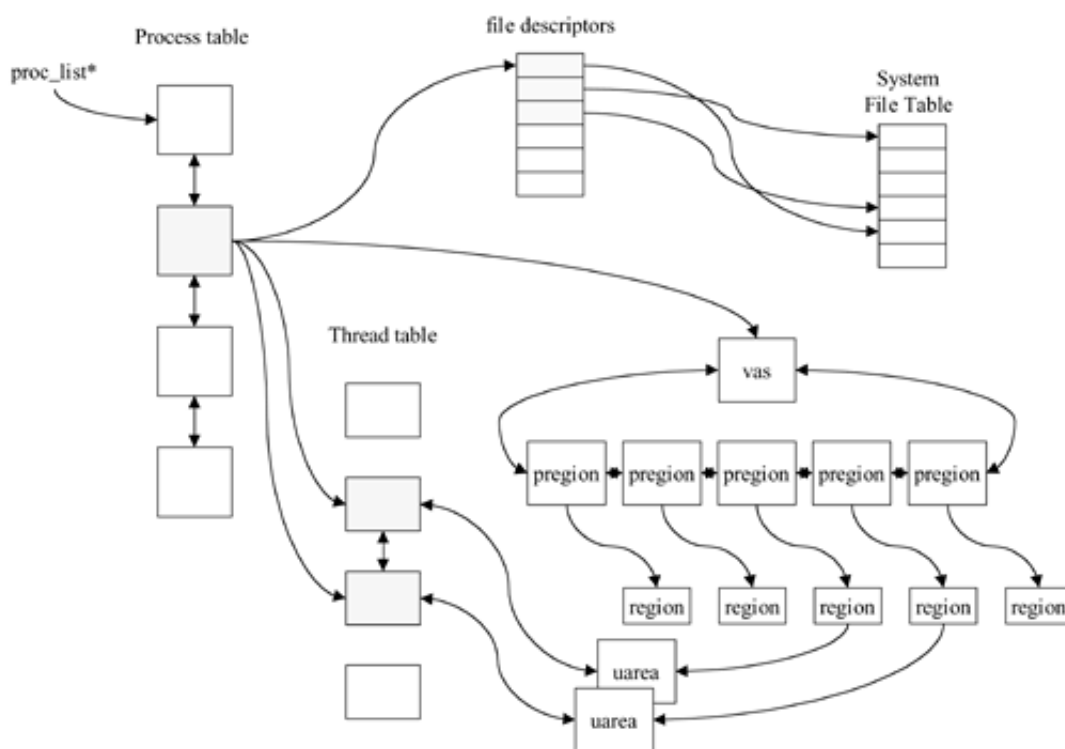 file descriptors
Process table
proc_list*
System
File Table
Thread table
vas
pregion
pregion
pregion
pregion
pregion
region
region
region
region
region
uarea
uarea